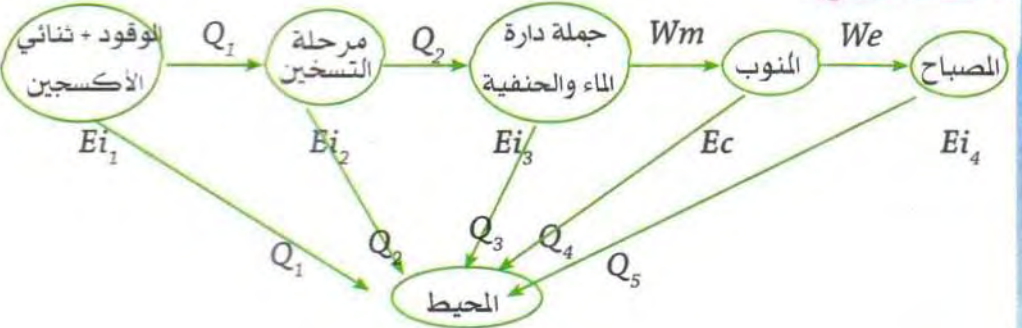 الوقود + ثنائي
الأكسجين
Q₁
مرحلة
التسخين
Q₂
جملة دارة
الماء والحنفية
Wm
المنوب
We
المصباح
Ei₁
Ei₂
Ei₃
Ec
Ei₄
Q₁
Q₂
Q₃
Q₄
Q₅
المحيط